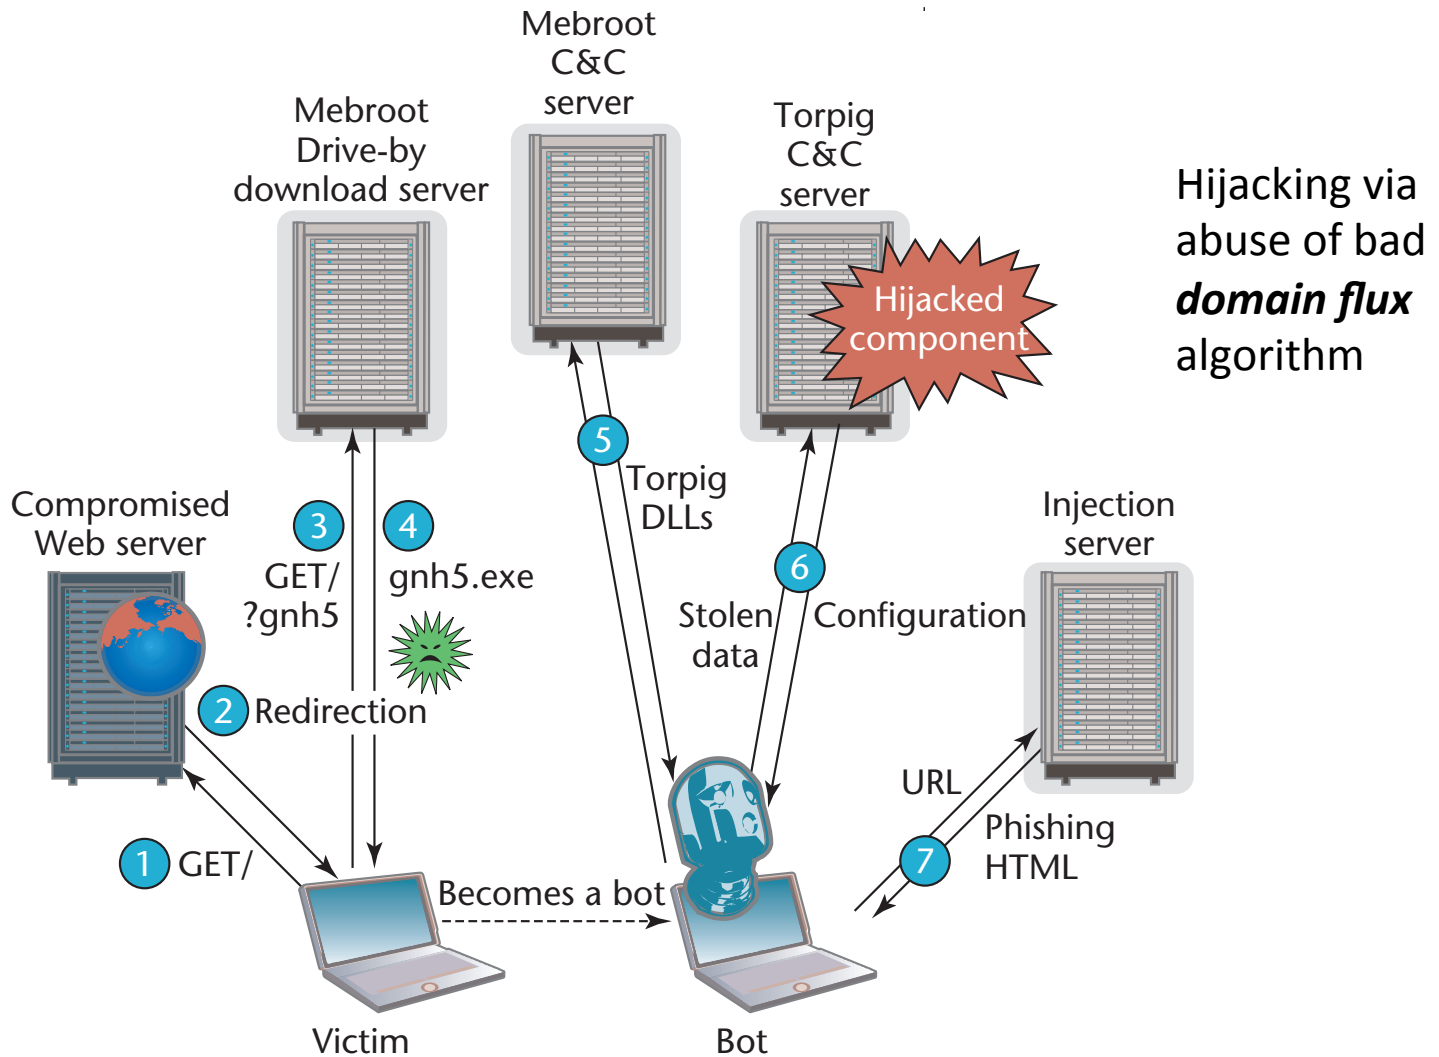 Mebroot
C&C
server
Mebroot
Drive-by
download server
Torpig
C&C
server
Hijacked
component
Hijacking via
abuse of bad
domain flux
algorithm
5
Torpig
DLLs
Compromised
Web server
3
GET/
?gnh5
4
gnh5.exe
Injection
server
6
Stolen
data
Configuration
2 Redirection
URL
Phishing
HTML
7
1 GET/
Becomes a bot
Victim
Bot